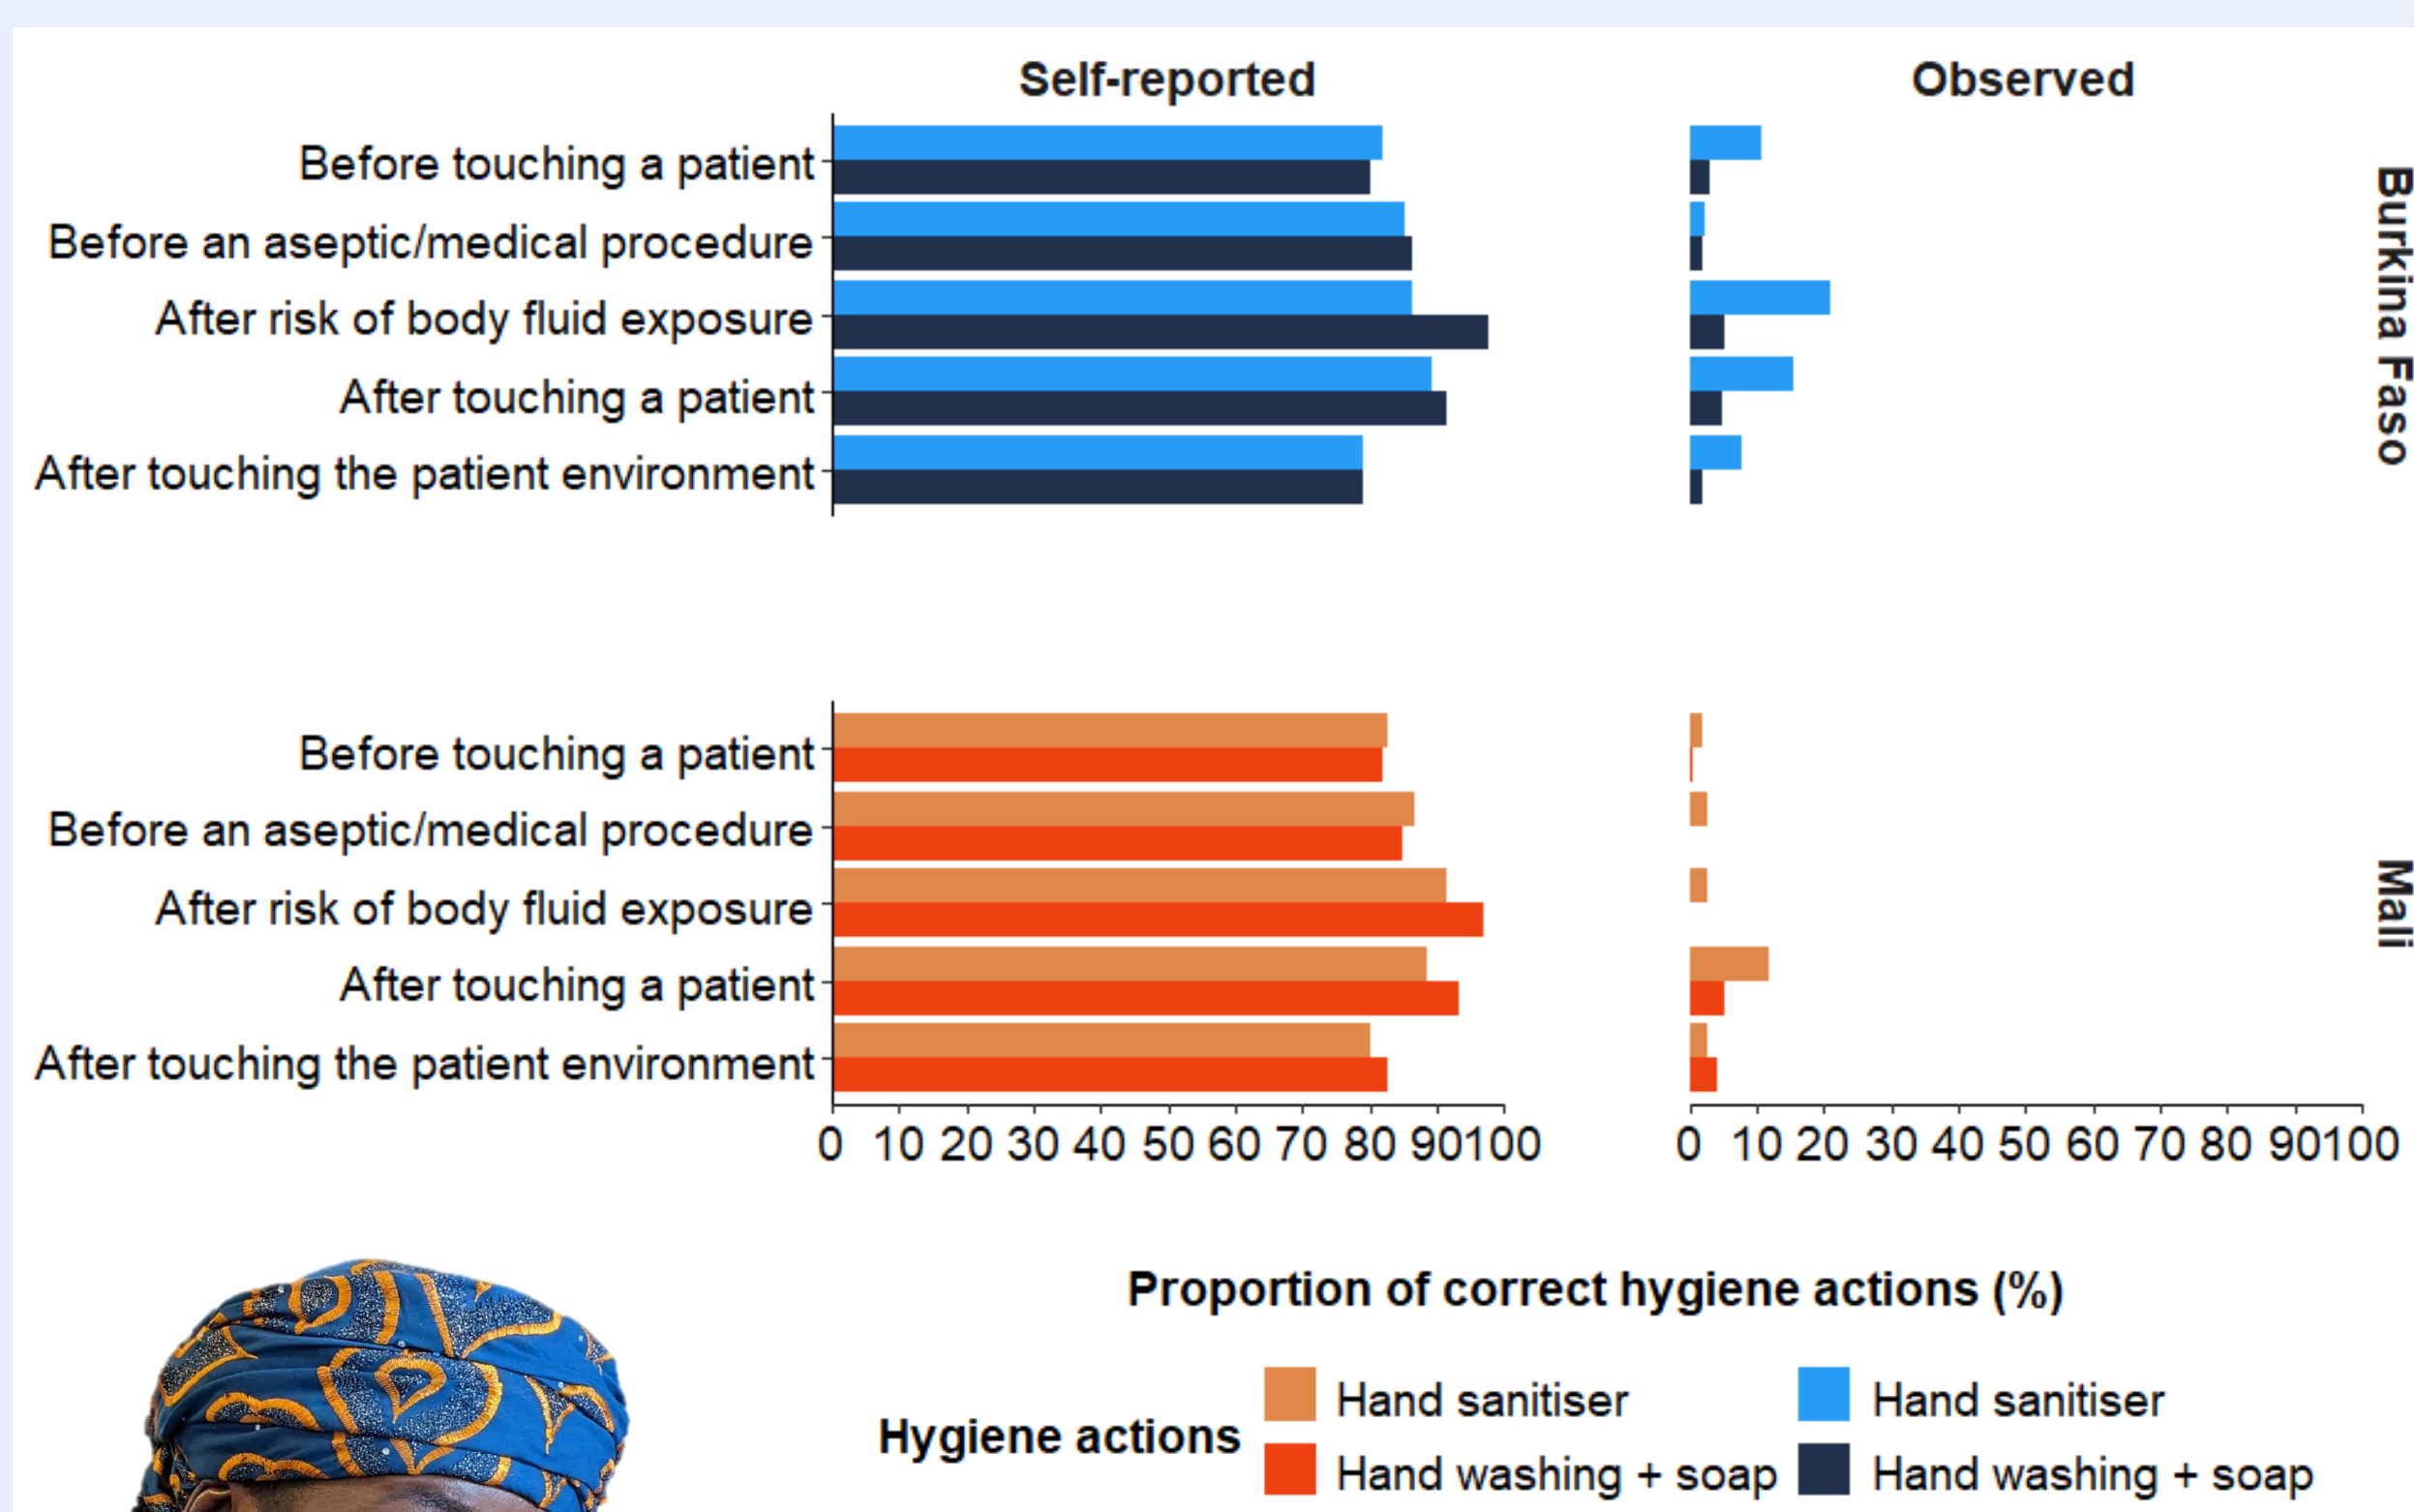 Self-reported
Observed
Before touching a patient
Before an aseptic/medical procedure
After risk of body fluid exposure
After touching a patient
After touching the patient environment
Burkina Faso
Before touching a patient
Before an aseptic/medical procedure
After risk of body fluid exposure
After touching a patient
After touching the patient environment
Mali
0 10 20 30 40 50 60 70 80 90 100
0 10 20 30 40 50 60 70 80 90 100
Proportion of correct hygiene actions (%)
Hygiene actions
Hand sanitiser
Hand washing + soap
Hand sanitiser
Hand washing + soap